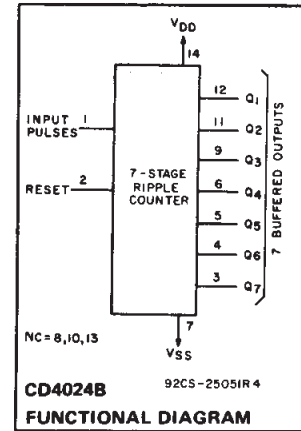 VDD
14
INPUT PULSES 1
RESET 2
7-STAGE
RIPPLE
COUNTER
12 Q1
11 Q2
9 Q3
6 Q4
5 Q5
4 Q6
3 Q7
7 BUFFERED OUTPUTS
7
VSS
NC=8,10,13
92CS-25051R4
CD4024B
FUNCTIONAL DIAGRAM